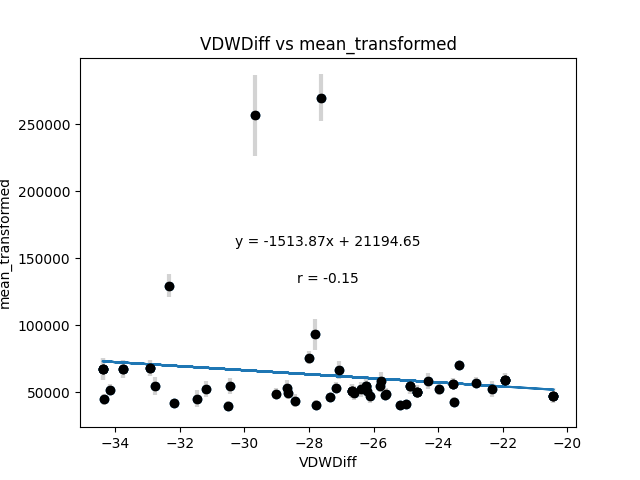 VDWDiff vs mean_transformed
250000
200000
150000
100000
50000
mean_transformed
y = -1513.87x + 21194.65
r = -0.15
−34 −32 −30 −28 −26 −24 −22 −20
VDWDiff